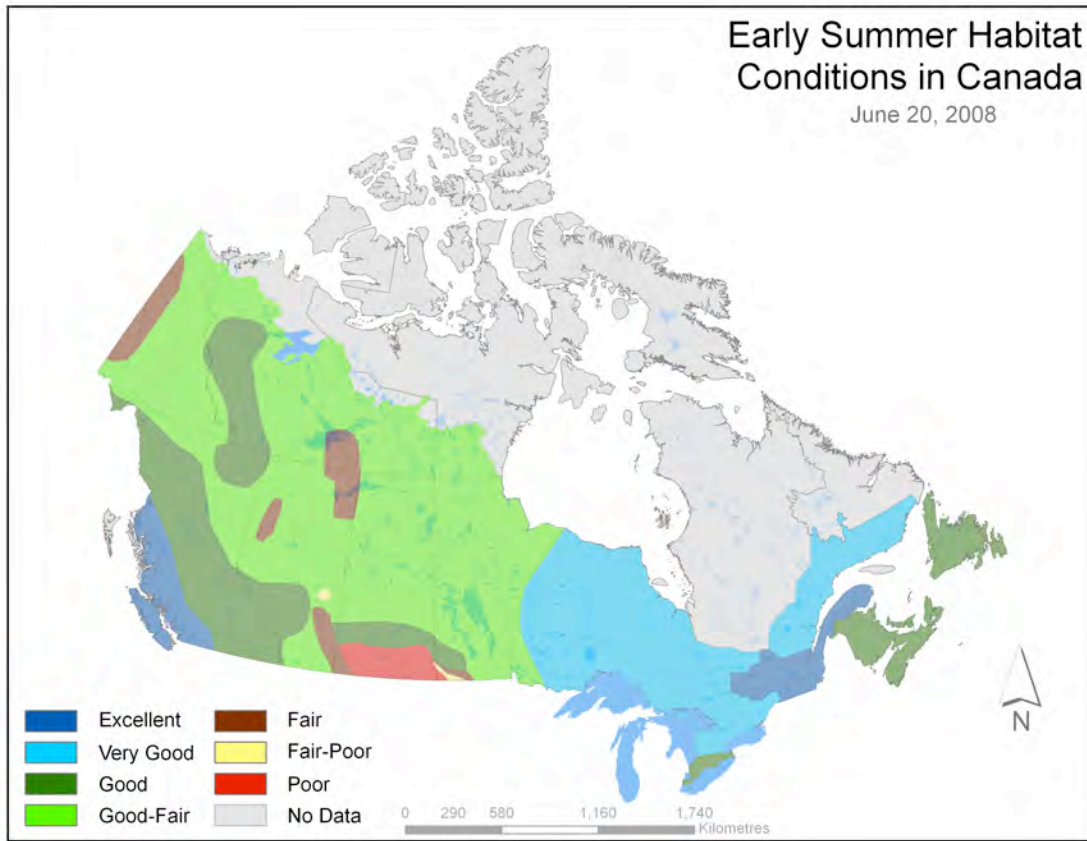 Early Summer Habitat
Conditions in Canada
June 20, 2008
Excellent
Very Good
Good
Good-Fair
Fair
Fair-Poor
Poor
No Data
0 290 580 1,160 1,740
Kilometres
N